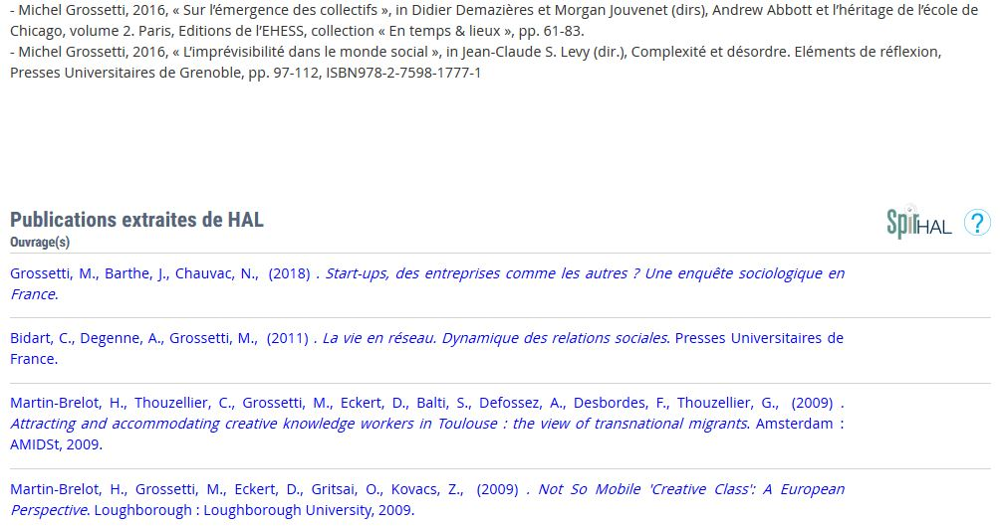 - Michel Grossetti, 2016, « Sur l’émergence des collectifs », in Didier Demazières et Morgan Jouvenet (dirs), Andrew Abbott et l’héritage de l’école de
Chicago, volume 2. Paris, Editions de l’EHESS, collection « En temps & lieux », pp. 61-83.
- Michel Grossetti, 2016, « L’imprévisibilité dans le monde social », in Jean-Claude S. Levy (dir.), Complexité et désordre. Eléments de réflexion,
Presses Universitaires de Grenoble, pp. 97-112, ISBN978-2-7598-1777-1
Publications extraites de HAL
SpirHAL ?
Ouvrage(s)
Grossetti, M., Barthe, J., Chauvac, N., (2018) . Start-ups, des entreprises comme les autres ? Une enquête sociologique en
France.
Bidart, C., Degenne, A., Grossetti, M., (2011) . La vie en réseau. Dynamique des relations sociales. Presses Universitaires de
France.
Martin-Brelot, H., Thouzellier, C., Grossetti, M., Eckert, D., Balti, S., Defossez, A., Desbordes, F., Thouzellier, G., (2009) .
Attracting and accommodating creative knowledge workers in Toulouse : the view of transnational migrants. Amsterdam :
AMIDSt, 2009.
Martin-Brelot, H., Grossetti, M., Eckert, D., Gritsai, O., Kovacs, Z., (2009) . Not So Mobile 'Creative Class': A European
Perspective. Loughborough : Loughborough University, 2009.